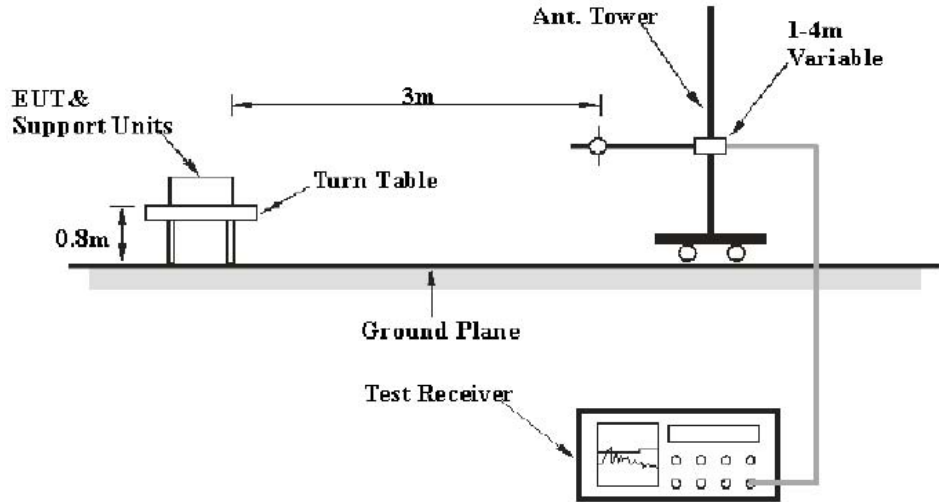 Ant. Tower
1-4m
Variable
3m
EUT &
Support Units
Turn Table
0.8m
Ground Plane
Test Receiver